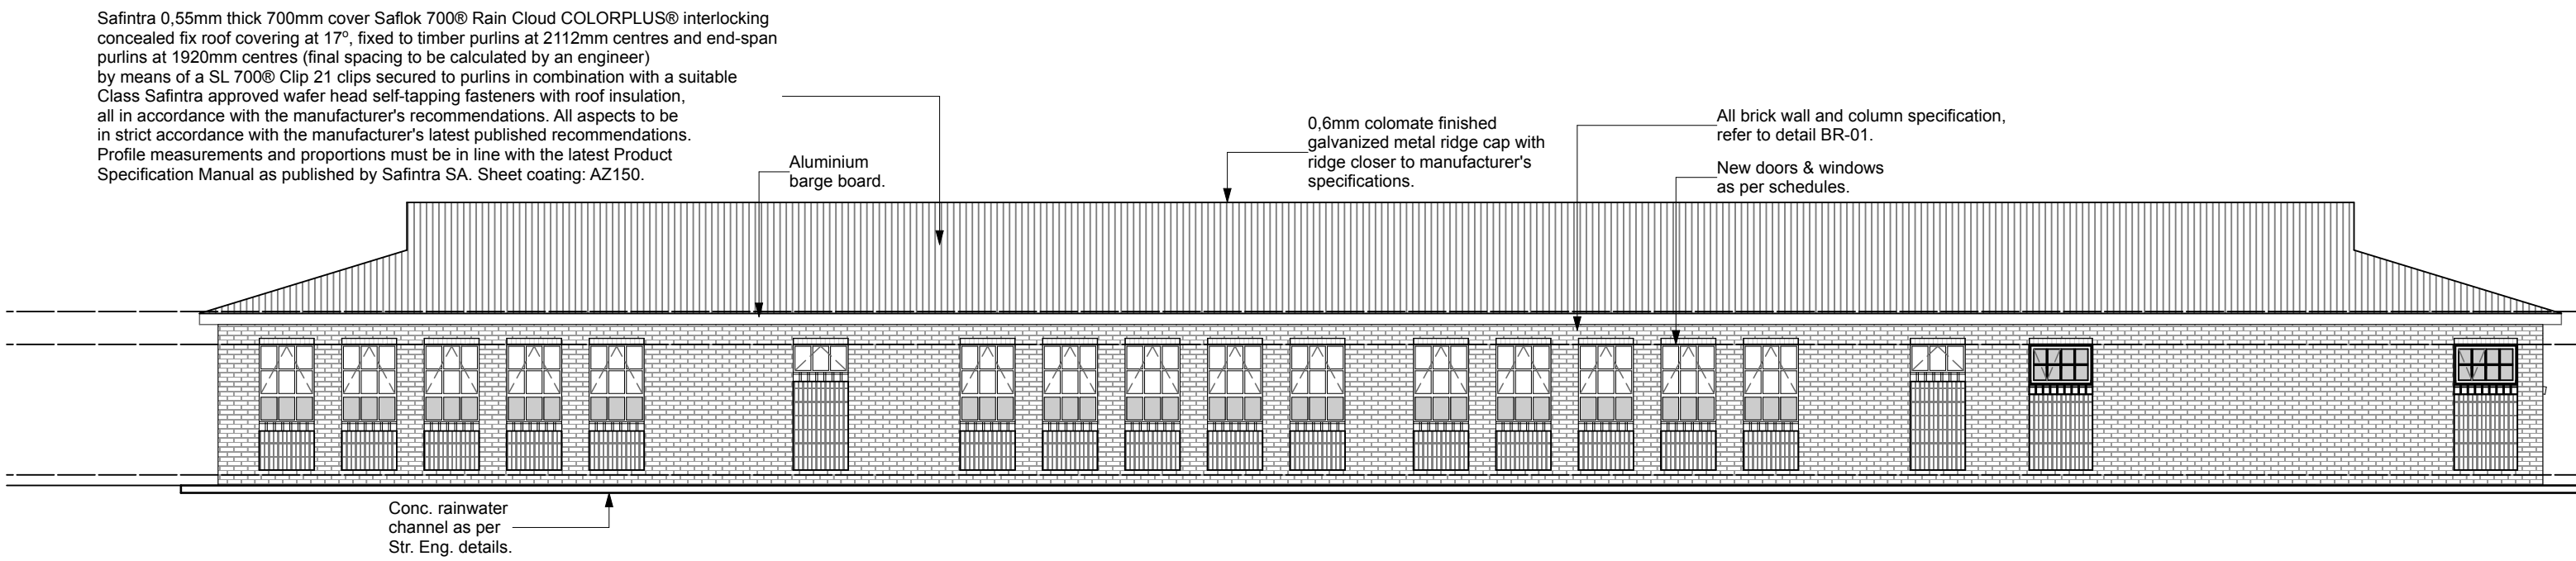 Safintra 0,55mm thick 700mm cover Saflok 700® Rain Cloud COLORPLUS® interlocking
concealed fix roof covering at 17º, fixed to timber purlins at 2112mm centres and end-span
purlins at 1920mm centres (final spacing to be calculated by an engineer)
by means of a SL 700® Clip 21 clips secured to purlins in combination with a suitable
Class Safintra approved wafer head self-tapping fasteners with roof insulation,
all in accordance with the manufacturer's recommendations. All aspects to be
in strict accordance with the manufacturer's latest published recommendations.
Profile measurements and proportions must be in line with the latest Product
Specification Manual as published by Safintra SA. Sheet coating: AZ150.
Aluminium
barge board.
0,6mm colomate finished
galvanized metal ridge cap with
ridge closer to manufacturer's
specifications.
All brick wall and column specification,
refer to detail BR-01.
New doors & windows
as per schedules.
Conc. rainwater
channel as per
Str. Eng. details.